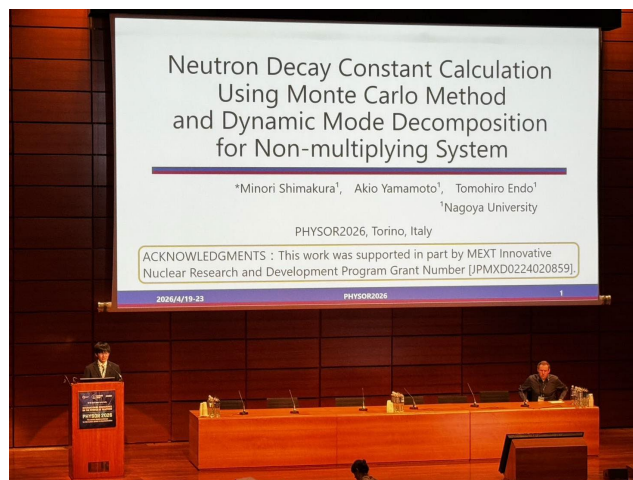 Neutron Decay Constant Calculation
Using Monte Carlo Method
and Dynamic Mode Decomposition
for Non-multiplying System
*Minori Shimakura¹, Akio Yamamoto¹, Tomohiro Endo¹
¹Nagoya University
PHYSOR2026, Torino, Italy
ACKNOWLEDGMENTS : This work was supported in part by MEXT Innovative
Nuclear Research and Development Program Grant Number [JPMXD0224020859].
2026/4/19-23 PHYSOR2026 1
PHYSOR 2026